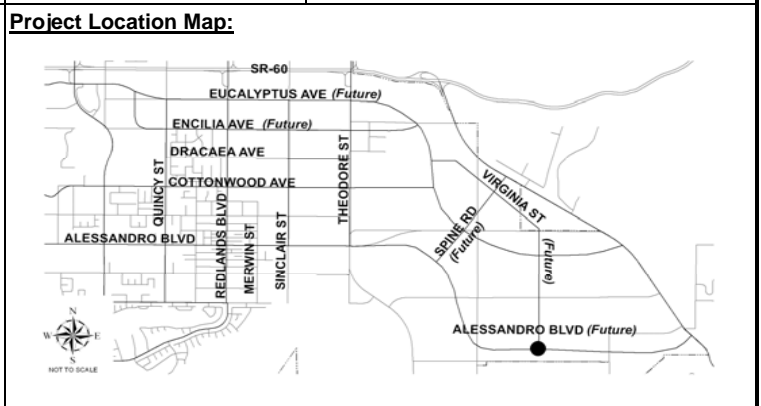 Project Location Map:
SR-60
EUCALYPTUS AVE (Future)
ENCILIA AVE (Future)
DRACAEA AVE
COTTONWOOD AVE
QUINCY ST
REDLANDS BLVD
MERWIN ST
SINCLAIR ST
THEODORE ST
VIRGINIA ST
SPINE RD
(Future)
(Future)
ALESSANDRO BLVD
ALESSANDRO BLVD (Future)
N
W
E
S
NOT TO SCALE